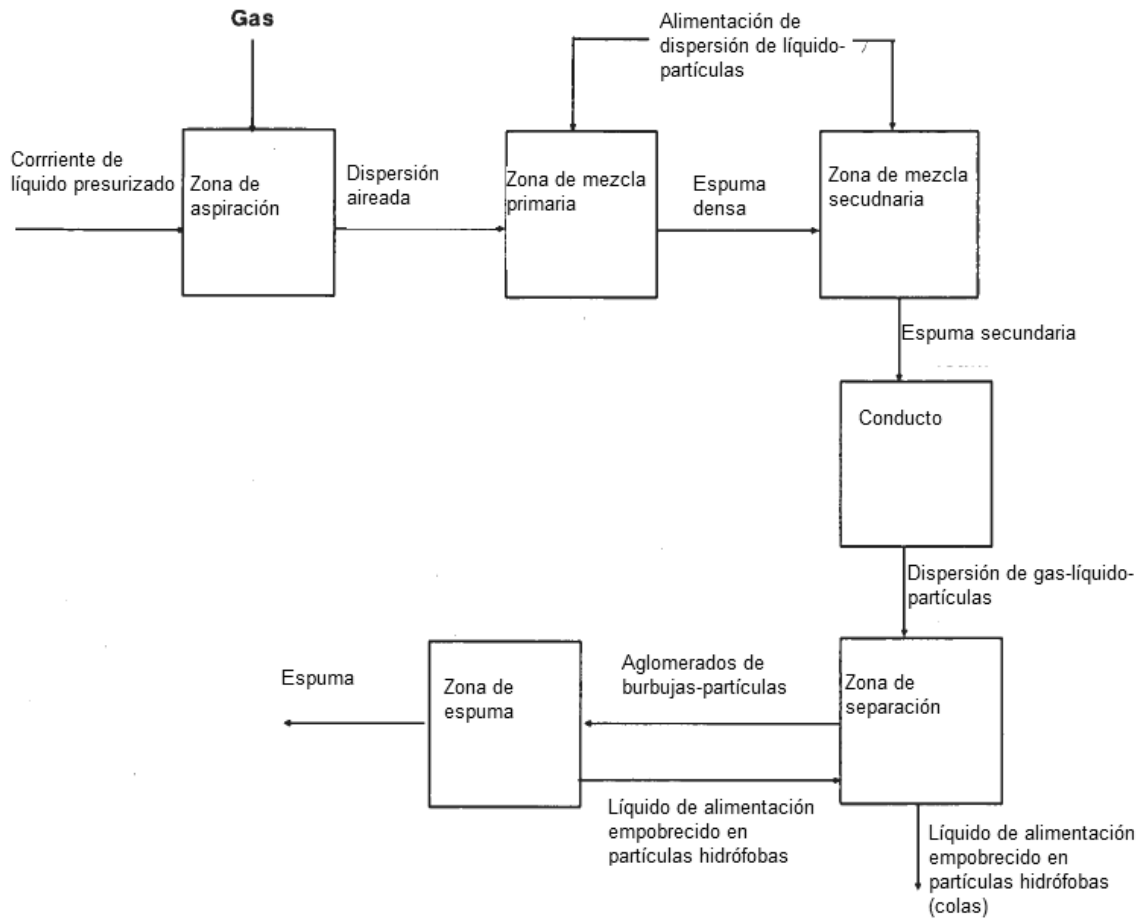 Gas
Alimentación de
dispersión de líquido-
partículas
Corrriente de
líquido presurizado
Zona de
aspiración
Dispersión
aireada
Zona de mezcla
primaria
Espuma
densa
Zona de mezcla
secudnaria
Espuma secundaria
Conducto
Dispersión de gas-líquido-
partículas
Espuma
Zona de
espuma
Aglomerados de
burbujas-partículas
Zona de
separación
Líquido de alimentación
empobrecido en
partículas hidrófobas
Líquido de alimentación
empobrecido en
partículas hidrófobas
(colas)